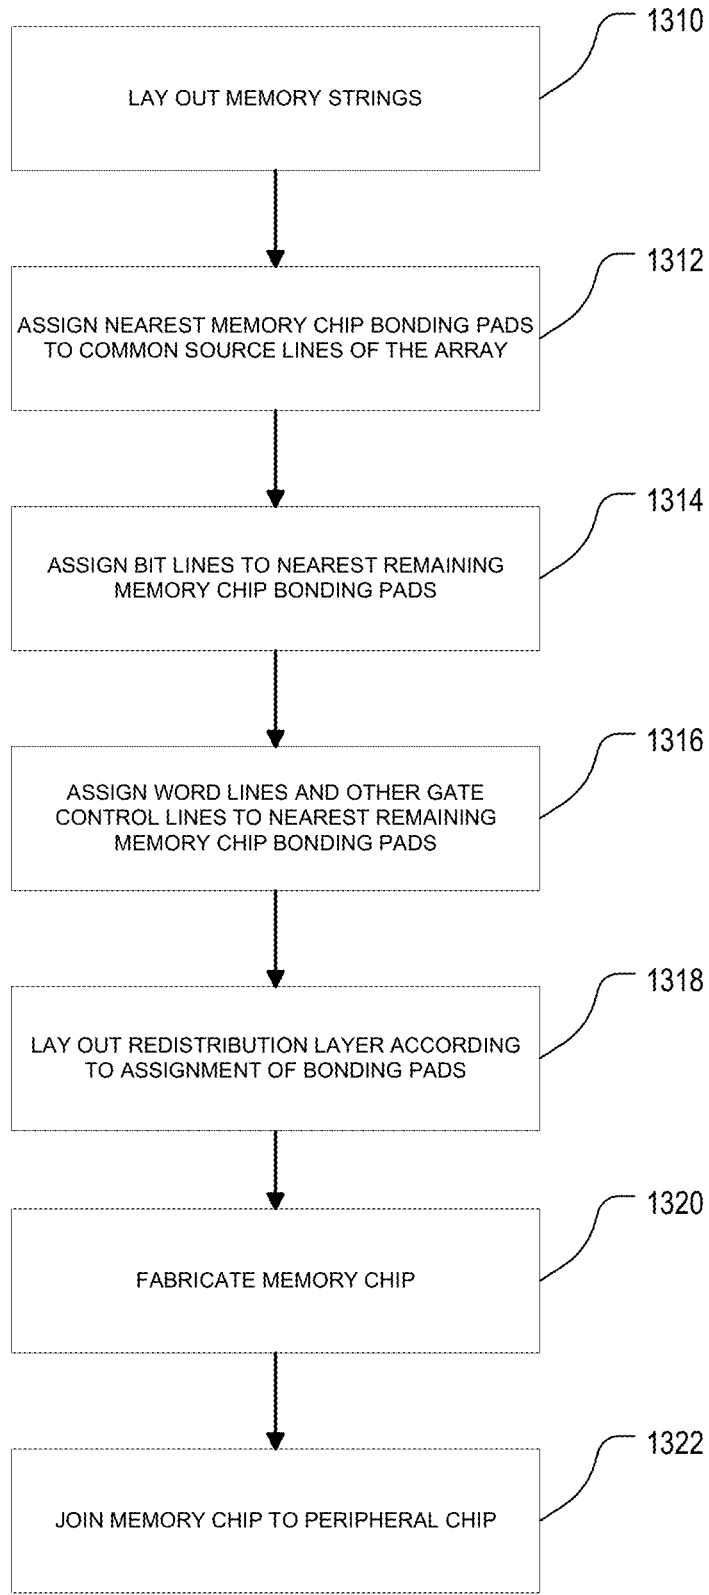 1310
LAY OUT MEMORY STRINGS
1312
ASSIGN NEAREST MEMORY CHIP BONDING PADS
TO COMMON SOURCE LINES OF THE ARRAY
1314
ASSIGN BIT LINES TO NEAREST REMAINING
MEMORY CHIP BONDING PADS
1316
ASSIGN WORD LINES AND OTHER GATE
CONTROL LINES TO NEAREST REMAINING
MEMORY CHIP BONDING PADS
1318
LAY OUT REDISTRIBUTION LAYER ACCORDING
TO ASSIGNMENT OF BONDING PADS
1320
FABRICATE MEMORY CHIP
1322
JOIN MEMORY CHIP TO PERIPHERAL CHIP